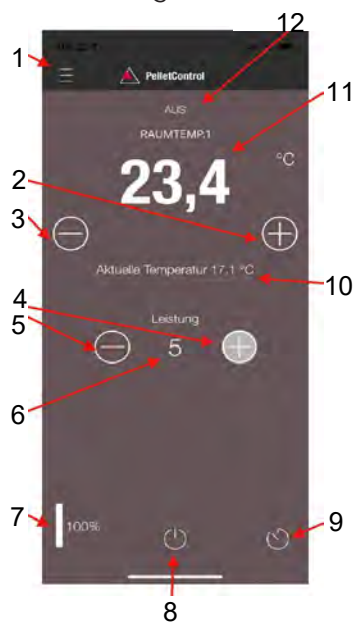 12
1
PelletControl
AUS
11
RAUMTEMP.1
°C
23,4
2
3
Aktuelle Temperatur 17,1 °C
10
4
Leistung
5
5
6
7
100%
9
8